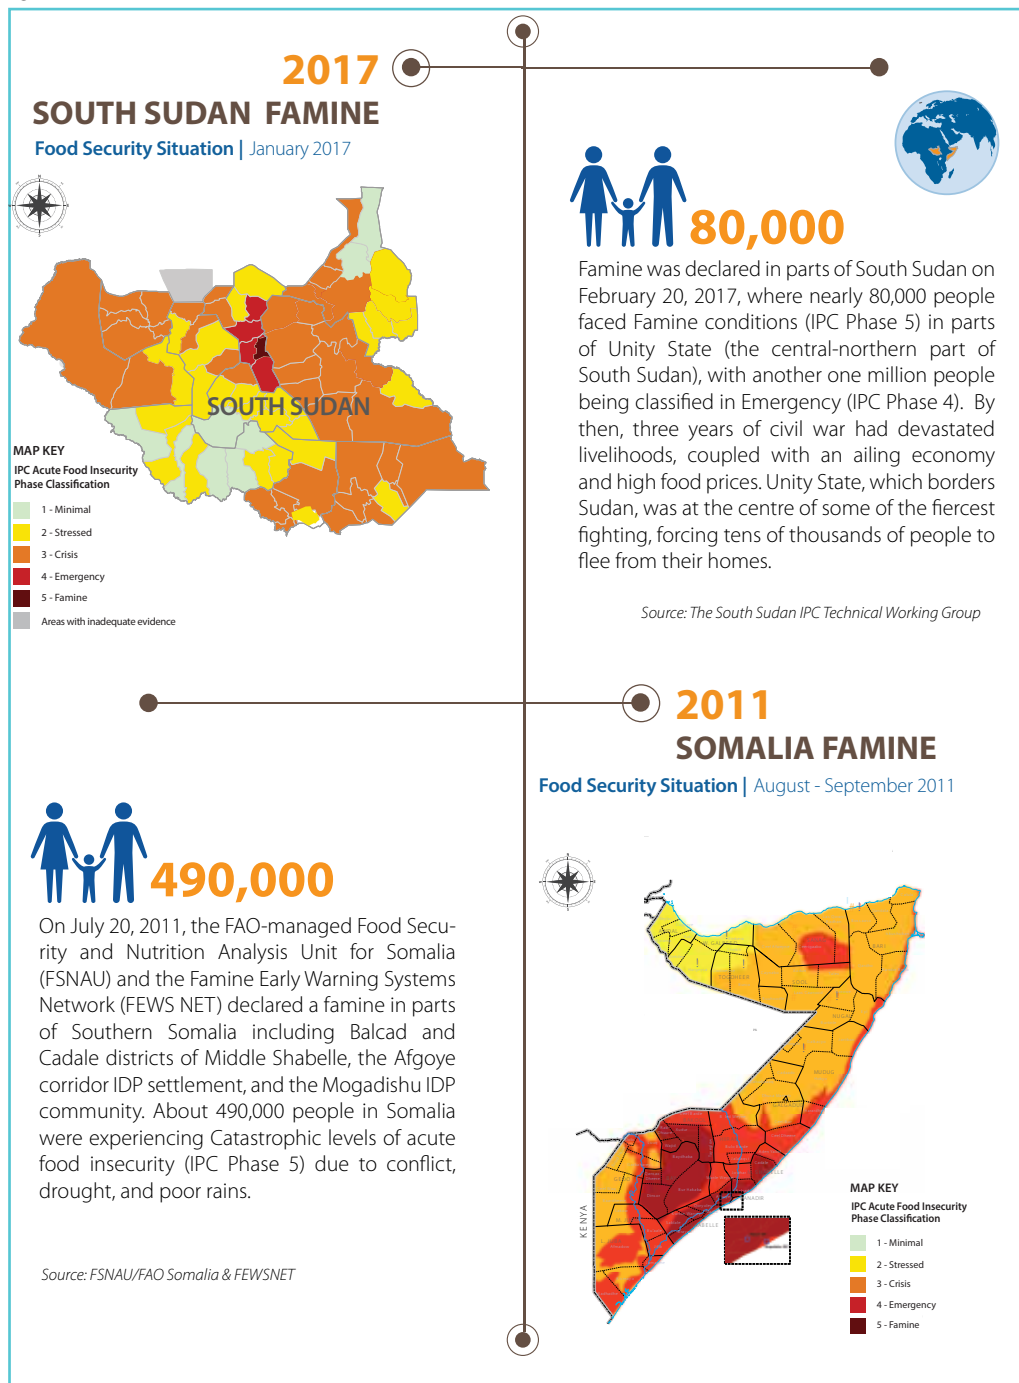 2017
SOUTH SUDAN FAMINE
Food Security Situation | January 2017
SOUTH SUDAN
MAP KEY
IPC Acute Food Insecurity
Phase Classification
1 - Minimal
2 - Stressed
3 - Crisis
4 - Emergency
5 - Famine
Areas with inadequate evidence
80,000
Famine was declared in parts of South Sudan on
February 20, 2017, where nearly 80,000 people
faced Famine conditions (IPC Phase 5) in parts
of Unity State (the central-northern part of
South Sudan), with another one million people
being classified in Emergency (IPC Phase 4). By
then, three years of civil war had devastated
livelihoods, coupled with an ailing economy
and high food prices. Unity State, which borders
Sudan, was at the centre of some of the fiercest
fighting, forcing tens of thousands of people to
flee from their homes.
Source: The South Sudan IPC Technical Working Group
2011
SOMALIA FAMINE
Food Security Situation | August - September 2011
490,000
On July 20, 2011, the FAO-managed Food Secu-
rity and Nutrition Analysis Unit for Somalia
(FSNAU) and the Famine Early Warning Systems
Network (FEWS NET) declared a famine in parts
of Southern Somalia including Balcad and
Cadale districts of Middle Shabelle, the Afgoye
corridor IDP settlement, and the Mogadishu IDP
community. About 490,000 people in Somalia
were experiencing Catastrophic levels of acute
food insecurity (IPC Phase 5) due to conflict,
drought, and poor rains.
Source: FSNAU/FAO Somalia & FEWSNET
BARI
NUGAL
MUDUG
KENYA
MAP KEY
IPC Acute Food Insecurity
Phase Classification
1 - Minimal
2 - Stressed
3 - Crisis
4 - Emergency
5 - Famine